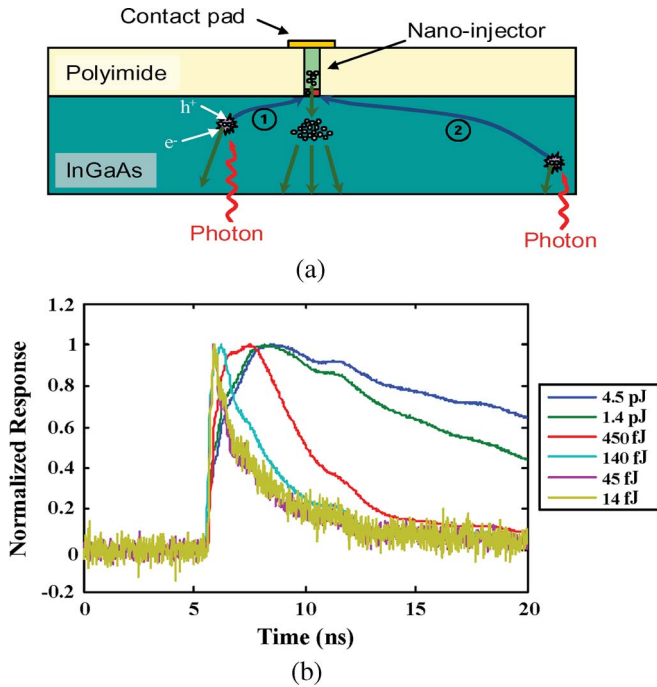 Contact pad
Nano-injector
Polyimide
h+
1
2
e-
InGaAs
Photon
Photon
(a)
Normalized Response
1.2
1
0.8
0.6
0.4
0.2
0
-0.2
0
5
10
15
20
Time (ns)
4.5 pJ
1.4 pJ
450 fJ
140 fJ
45 fJ
14 fJ
(b)